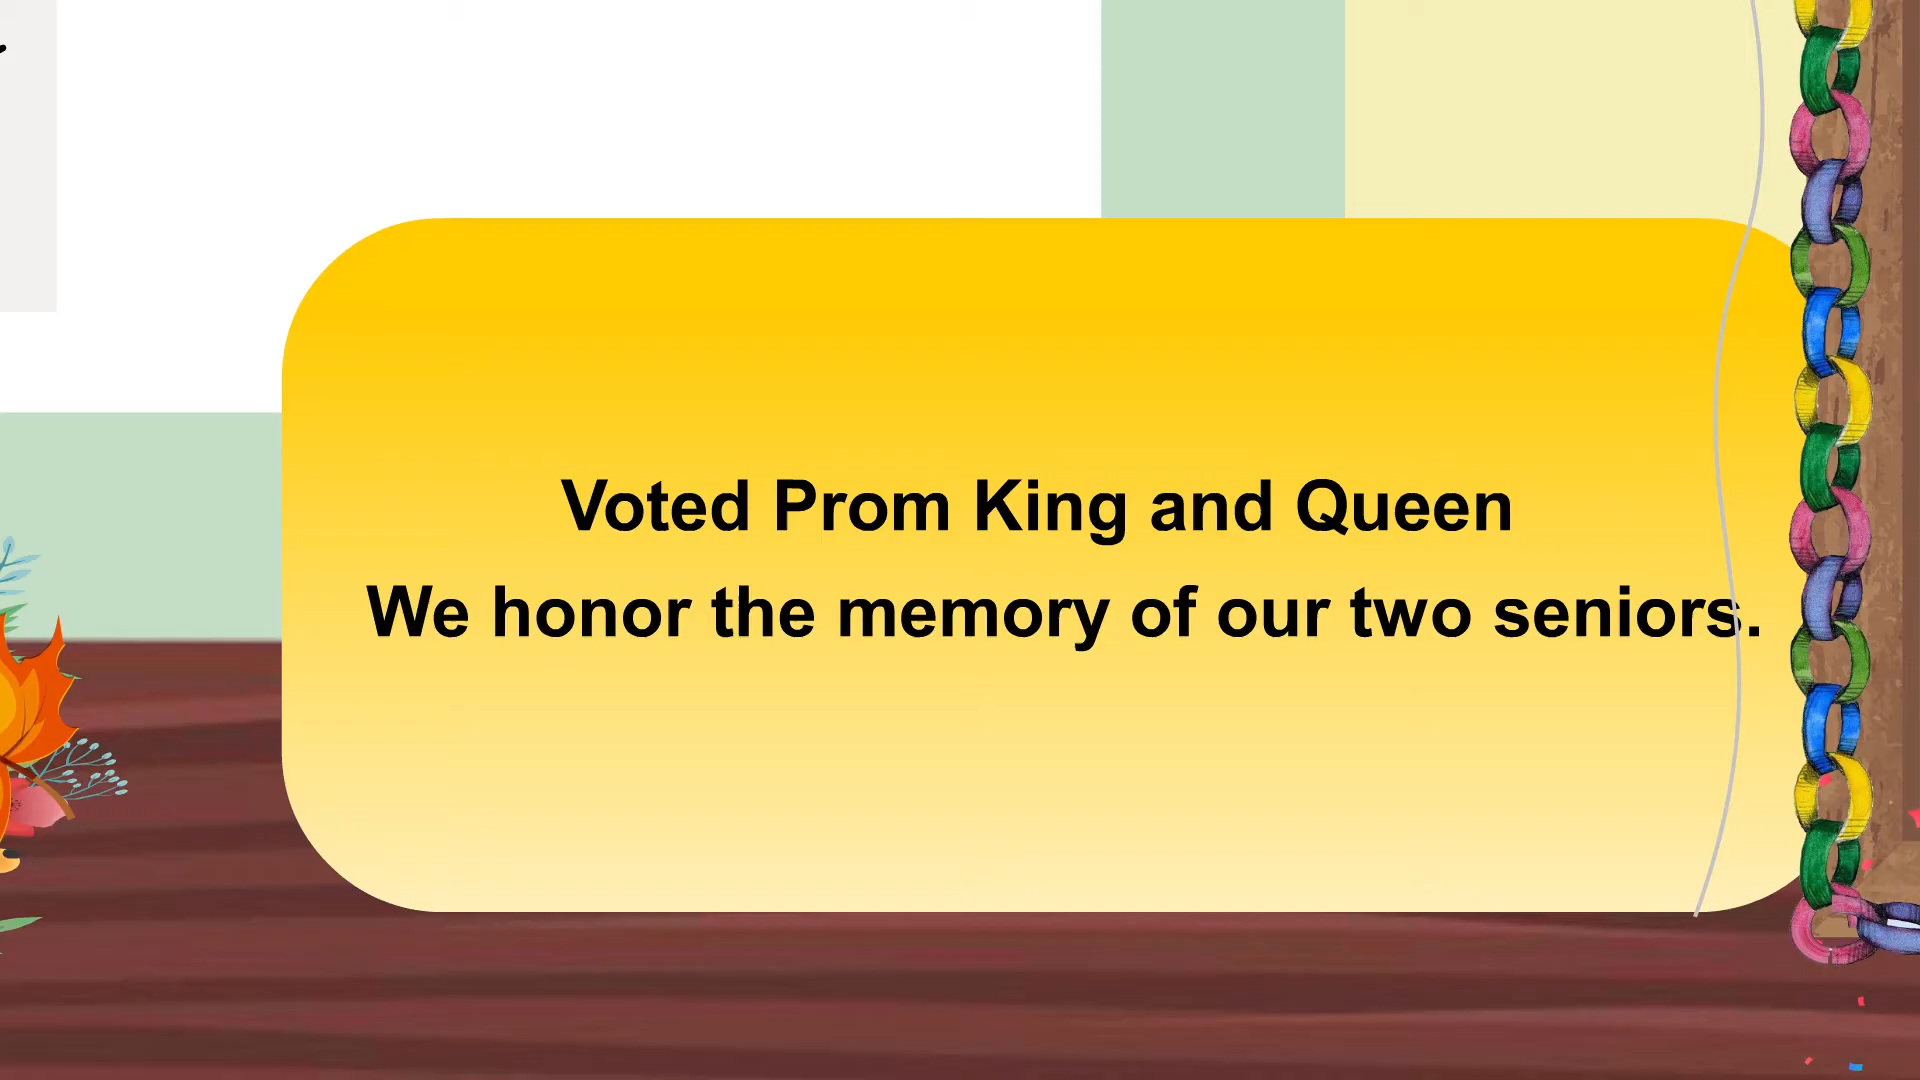 Voted Prom King and Queen
We honor the memory of our two seniors.